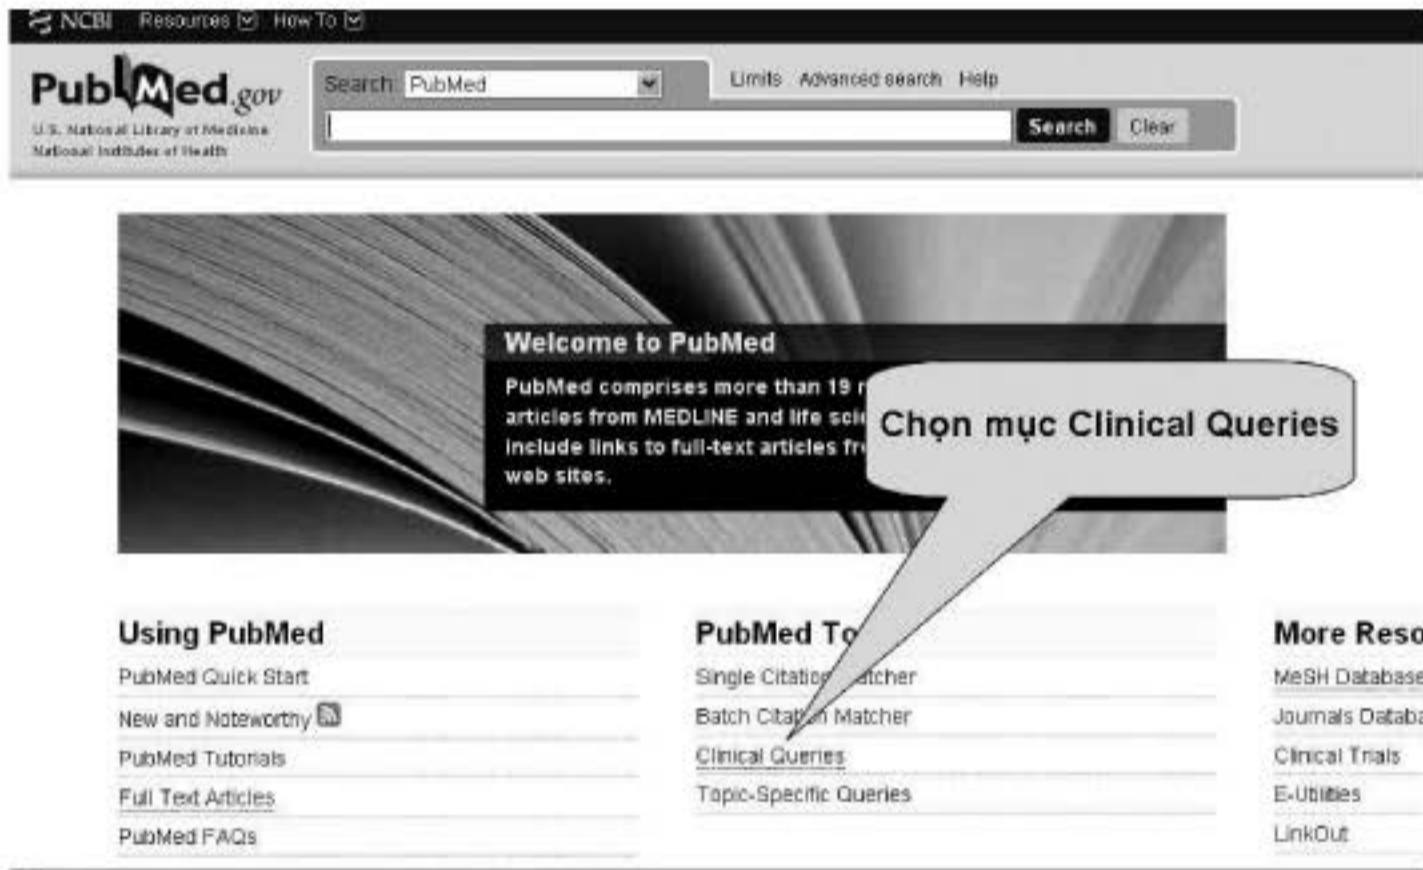 NCBI Resources How To
PubMed.gov
U.S. National Library of Medicine
National Institutes of Health
Search: PubMed
Limits Advanced search Help
Search Clear
Welcome to PubMed
PubMed comprises more than 19
articles from MEDLINE and life
include links to full-text articles
web sites.
Chọn mục Clinical Queries
Using PubMed
PubMed Quick Start
New and Noteworthy
PubMed Tutorials
Full Text Articles
PubMed FAQs
PubMed
Single Citation
Batch Citation Matcher
Clinical Queries
Topic-Specific Queries
More
MeSH Database
Journals
Clinical Trials
E-Utilities
LinkOut